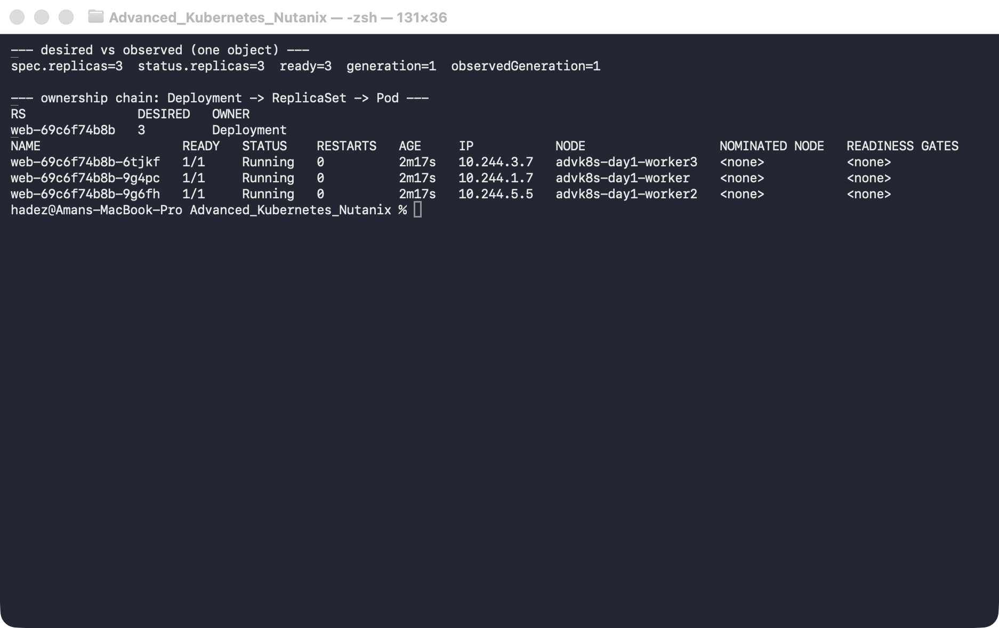 Advanced_Kubernetes_Nutanix — -zsh — 131×36
--- desired vs observed (one object) ---
spec.replicas=3  status.replicas=3  ready=3  generation=1  observedGeneration=1
--- ownership chain: Deployment -> ReplicaSet -> Pod ---
RS               DESIRED   OWNER
web-69c6f74b8b   3         Deployment
NAME                   READY   STATUS    RESTARTS   AGE     IP           NODE                  NOMINATED NODE   READINESS GATES
web-69c6f74b8b-6tjkf   1/1     Running   0          2m17s   10.244.3.7   advk8s-day1-worker3   <none>           <none>
web-69c6f74b8b-9g4pc   1/1     Running   0          2m17s   10.244.1.7   advk8s-day1-worker    <none>           <none>
web-69c6f74b8b-9g6fh   1/1     Running   0          2m17s   10.244.5.5   advk8s-day1-worker2   <none>           <none>
hadez@Amans-MacBook-Pro Advanced_Kubernetes_Nutanix %